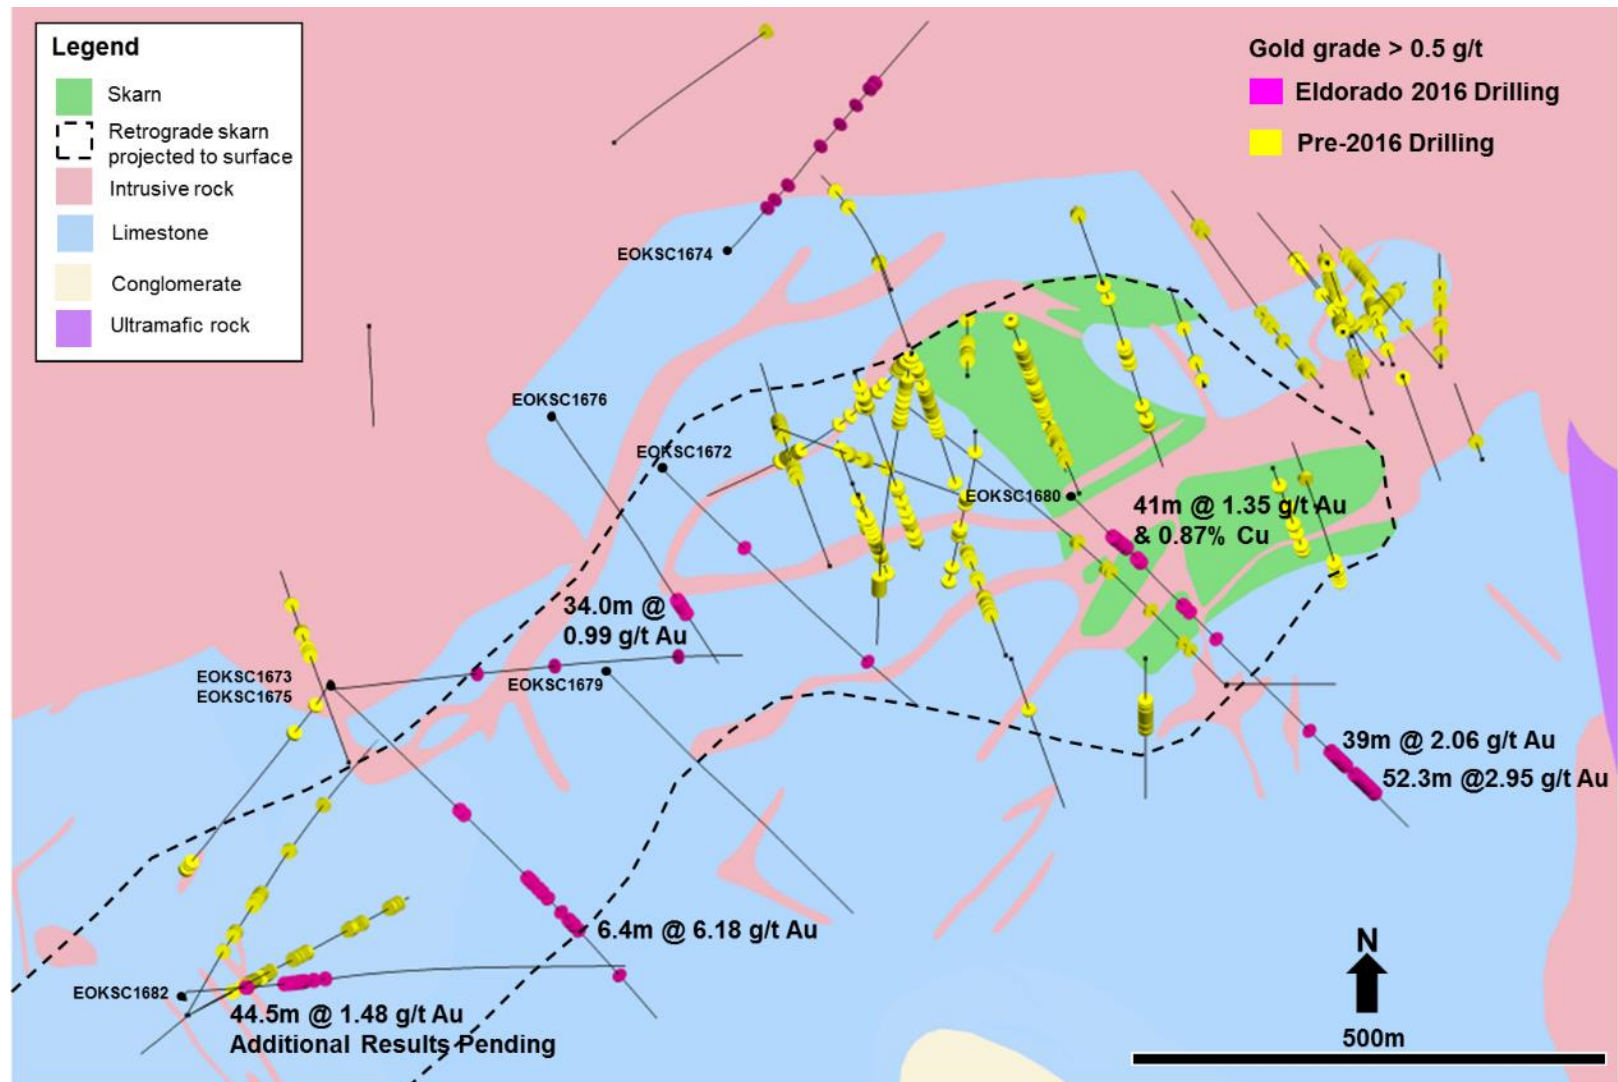 Legend
Skarn
Retrograde skarn
projected to surface
Intrusive rock
Limestone
Conglomerate
Ultramafic rock
Gold grade > 0.5 g/t
Eldorado 2016 Drilling
Pre-2016 Drilling
EOKSC1674
EOKSC1676
EOKSC1672
EOKSC1680
41m @ 1.35 g/t Au
& 0.87% Cu
34.0m @
0.99 g/t Au
EOKSC1673
EOKSC1675
EOKSC1679
39m @ 2.06 g/t Au
52.3m @2.95 g/t Au
6.4m @ 6.18 g/t Au
EOKSC1682
44.5m @ 1.48 g/t Au
Additional Results Pending
N
500m